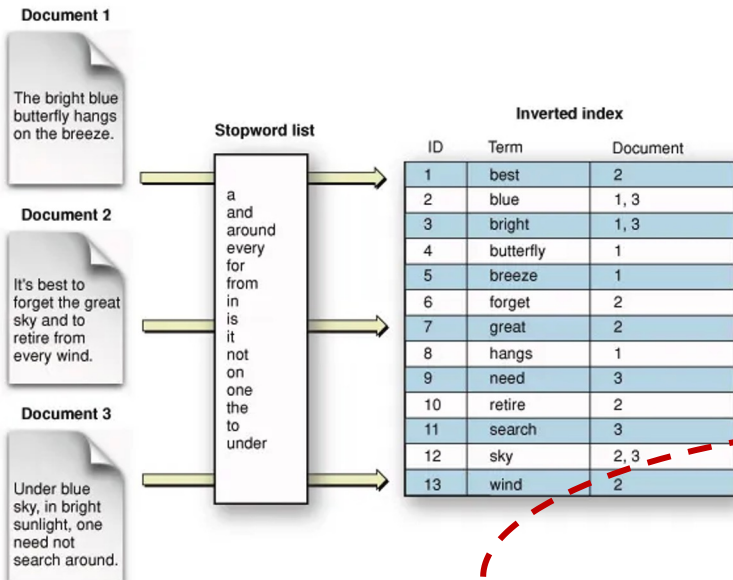 Document 1
The bright blue
butterfly hangs
on the breeze.
Document 2
It's best to
forget the great
sky and to
retire from
every wind.
Document 3
Under blue
sky, in bright
sunlight, one
need not
search around.
Stopword list
a
and
around
every
for
from
in
is
it
not
on
one
the
to
under
Inverted index
ID Term Document
1 best 2
2 blue 1, 3
3 bright 1, 3
4 butterfly 1
5 breeze 1
6 forget 2
7 great 2
8 hangs 1
9 need 3
10 retire 2
11 search 3
12 sky 2, 3
13 wind 2